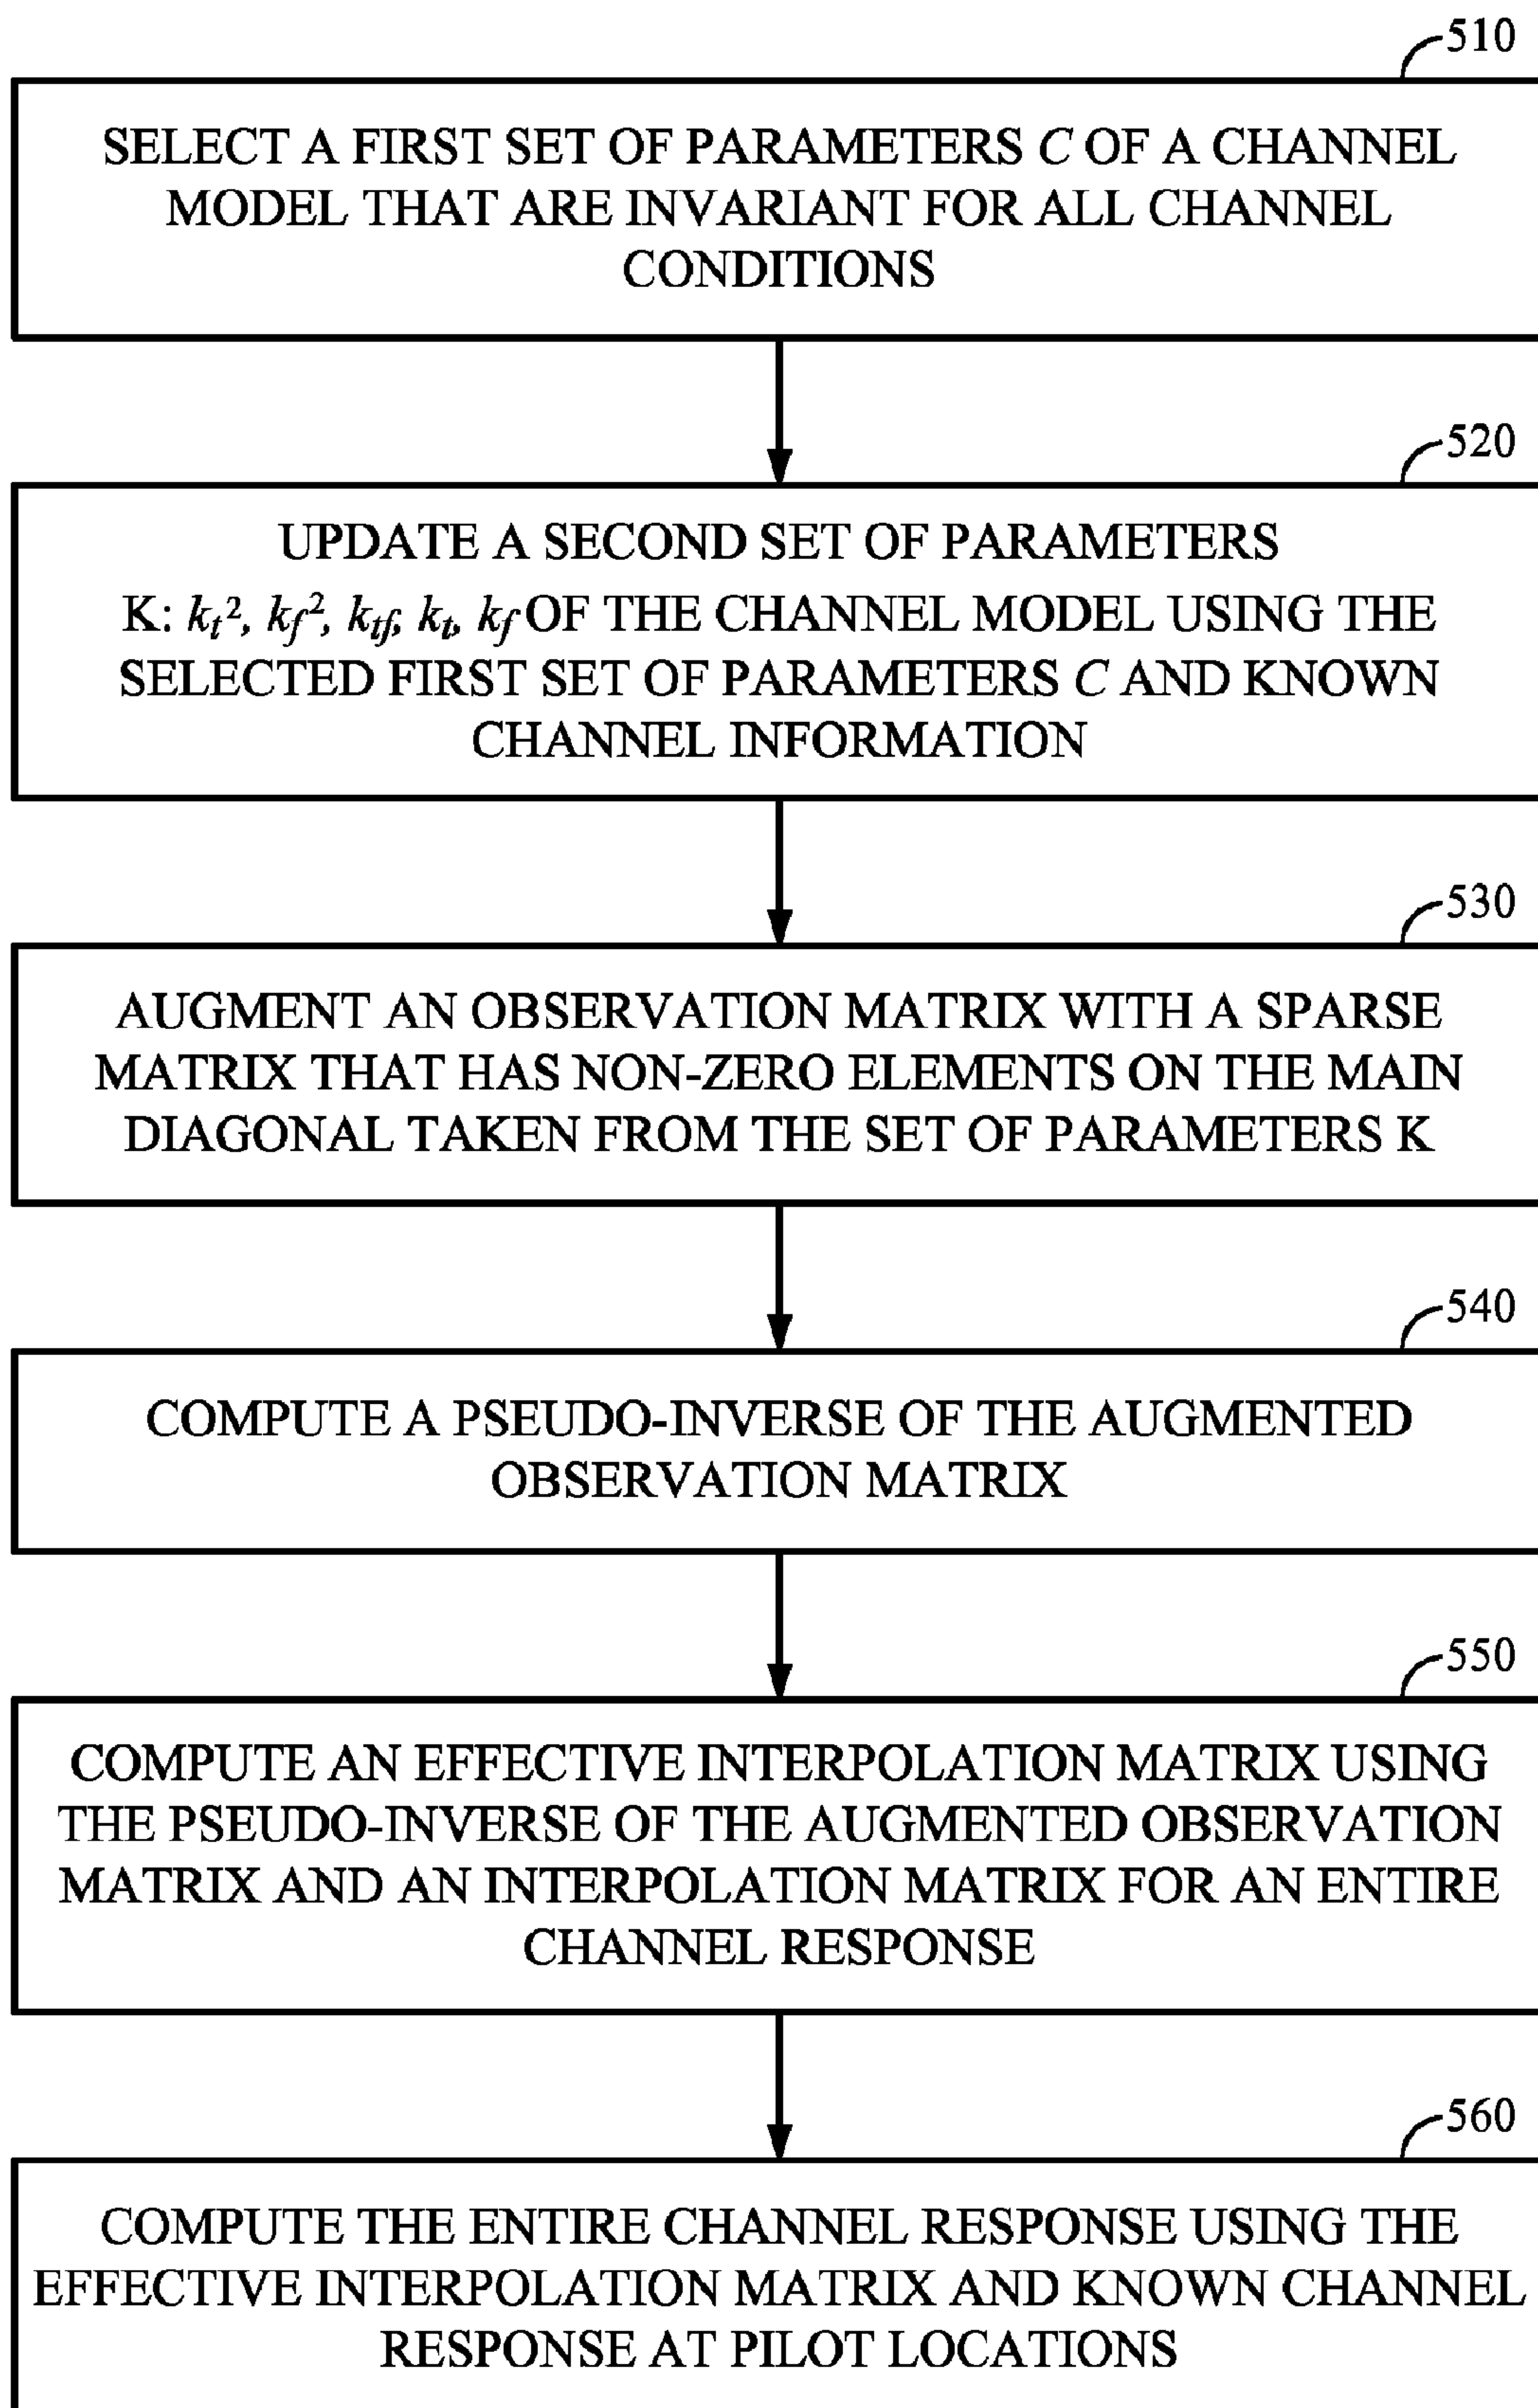 510
SELECT A FIRST SET OF PARAMETERS C OF A CHANNEL
MODEL THAT ARE INVARIANT FOR ALL CHANNEL
CONDITIONS
520
UPDATE A SECOND SET OF PARAMETERS
K: kₜ², k_f², k_tf, kₜ, k_f OF THE CHANNEL MODEL USING THE
SELECTED FIRST SET OF PARAMETERS C AND KNOWN
CHANNEL INFORMATION
530
AUGMENT AN OBSERVATION MATRIX WITH A SPARSE
MATRIX THAT HAS NON-ZERO ELEMENTS ON THE MAIN
DIAGONAL TAKEN FROM THE SET OF PARAMETERS K
540
COMPUTE A PSEUDO-INVERSE OF THE AUGMENTED
OBSERVATION MATRIX
550
COMPUTE AN EFFECTIVE INTERPOLATION MATRIX USING
THE PSEUDO-INVERSE OF THE AUGMENTED OBSERVATION
MATRIX AND AN INTERPOLATION MATRIX FOR AN ENTIRE
CHANNEL RESPONSE
560
COMPUTE THE ENTIRE CHANNEL RESPONSE USING THE
EFFECTIVE INTERPOLATION MATRIX AND KNOWN CHANNEL
RESPONSE AT PILOT LOCATIONS